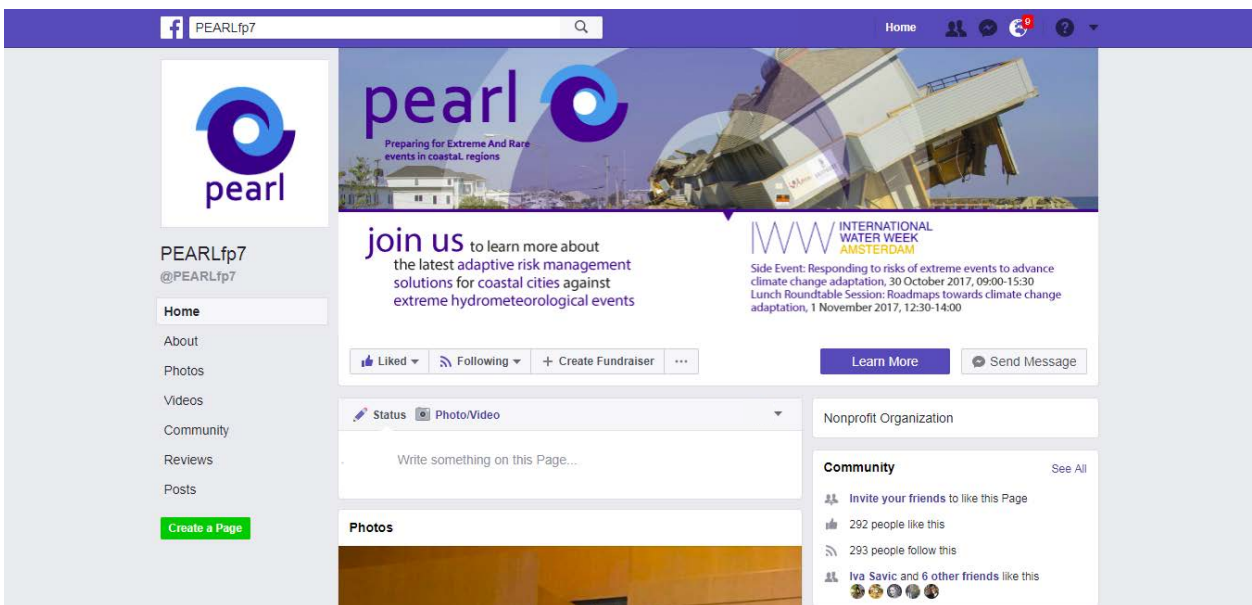 PEARLfp7
Home
9
pearl
pearl
Preparing for Extreme And Rare
events in coastaL regions
join us to learn more about
the latest adaptive risk management
solutions for coastal cities against
extreme hydrometeorological events
INTERNATIONAL
WATER WEEK
AMSTERDAM
Side Event: Responding to risks of extreme events to advance
climate change adaptation, 30 October 2017, 09:00-15:30
Lunch Roundtable Session: Roadmaps towards climate change
adaptation, 1 November 2017, 12:30-14:00
PEARLfp7
@PEARLfp7
Home
About
Photos
Videos
Community
Reviews
Posts
Create a Page
Liked
Following
+ Create Fundraiser
...
Learn More
Send Message
Status
Photo/Video
Write something on this Page...
Photos
Nonprofit Organization
Community
See All
Invite your friends to like this Page
292 people like this
293 people follow this
Iva Savic and 6 other friends like this